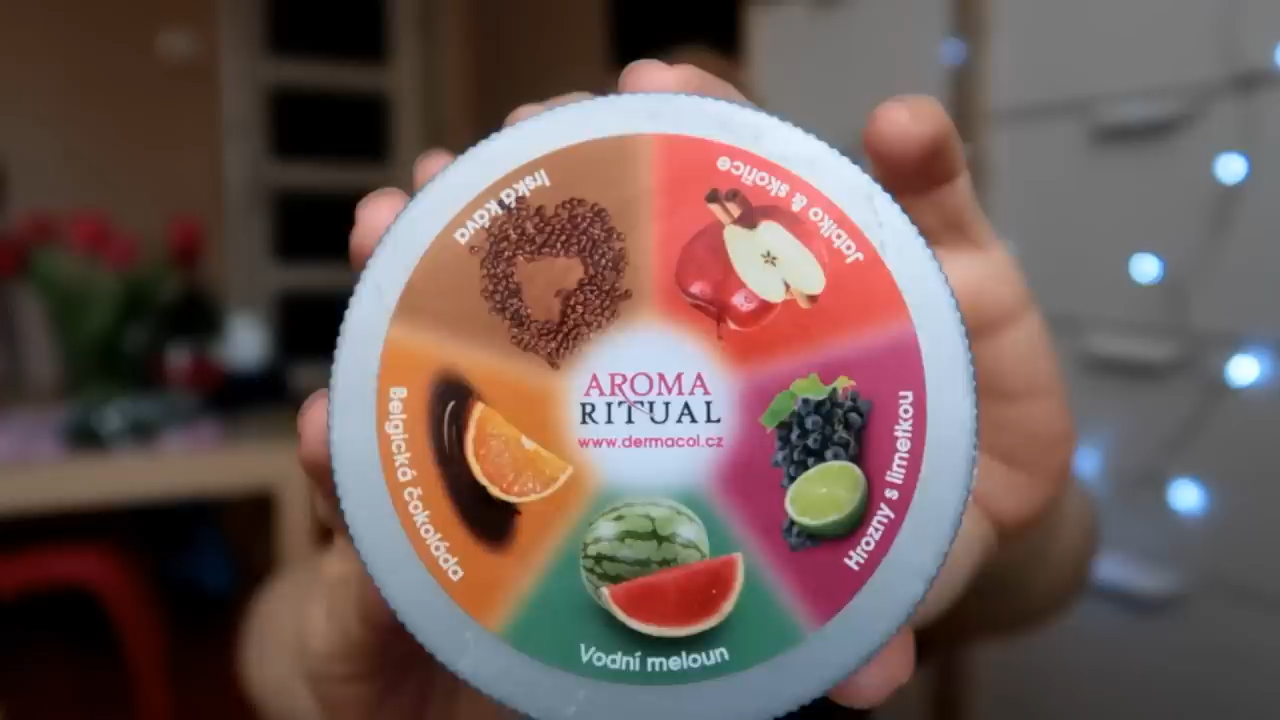 Irská káva
Jablko & skořice
AROMA
RITUAL
www.dermacol.cz
Belgická čokoláda
Hrozny s limetkou
Vodní meloun